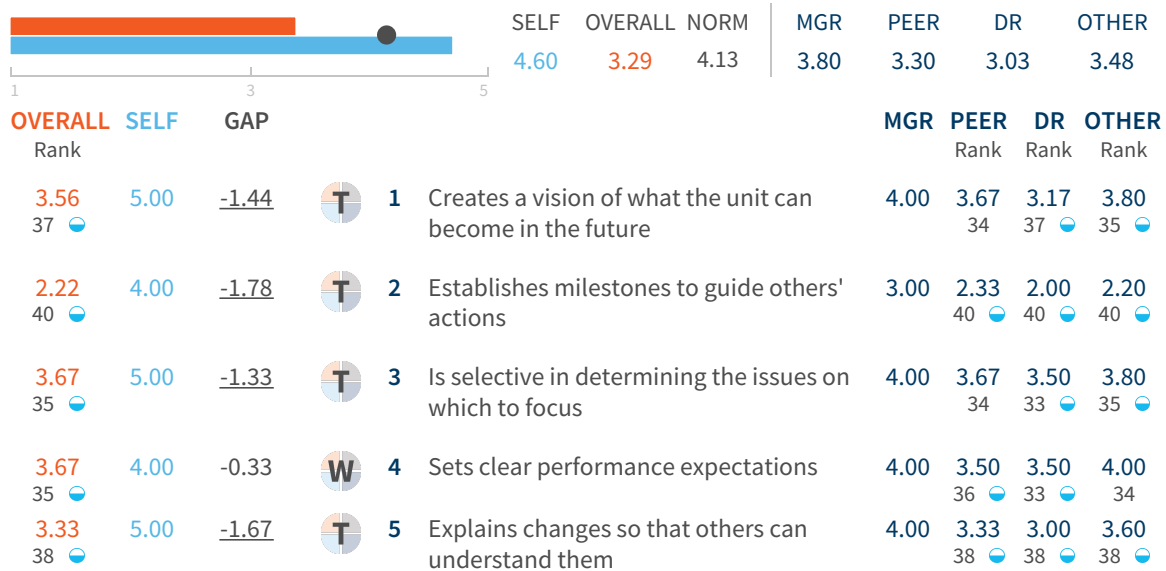 SELF OVERALL NORM MGR PEER DR OTHER
4.60 3.29 4.13 3.80 3.30 3.03 3.48
1 3 5
OVERALL SELF GAP MGR PEER DR OTHER
Rank Rank Rank Rank
3.56 5.00 -1.44 T 1 Creates a vision of what the unit can 4.00 3.67 3.17 3.80
37 become in the future 34 37 35
2.22 4.00 -1.78 T 2 Establishes milestones to guide others' 3.00 2.33 2.00 2.20
40 actions 40 40 40
3.67 5.00 -1.33 T 3 Is selective in determining the issues on 4.00 3.67 3.50 3.80
35 which to focus 34 33 35
3.67 4.00 -0.33 W 4 Sets clear performance expectations 4.00 3.50 3.50 4.00
35 36 33 34
3.33 5.00 -1.67 T 5 Explains changes so that others can 4.00 3.33 3.00 3.60
38 understand them 38 38 38